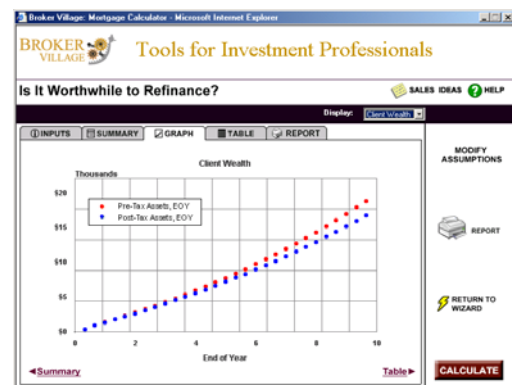 Broker Village: Mortgage Calculator - Microsoft Internet Explorer
BROKER
VILLAGE
Tools for Investment Professionals
Is It Worthwhile to Refinance?
SALES IDEAS
HELP
Display: Client Wealth
INPUTS SUMMARY GRAPH TABLE REPORT
Client Wealth
Thousands
$20
$15
$10
$5
$0
Pre-Tax Assets, EOY
Post-Tax Assets, EOY
0 2 4 6 8 10
End of Year
Summary
Table
MODIFY
ASSUMPTIONS
REPORT
RETURN TO
WIZARD
CALCULATE